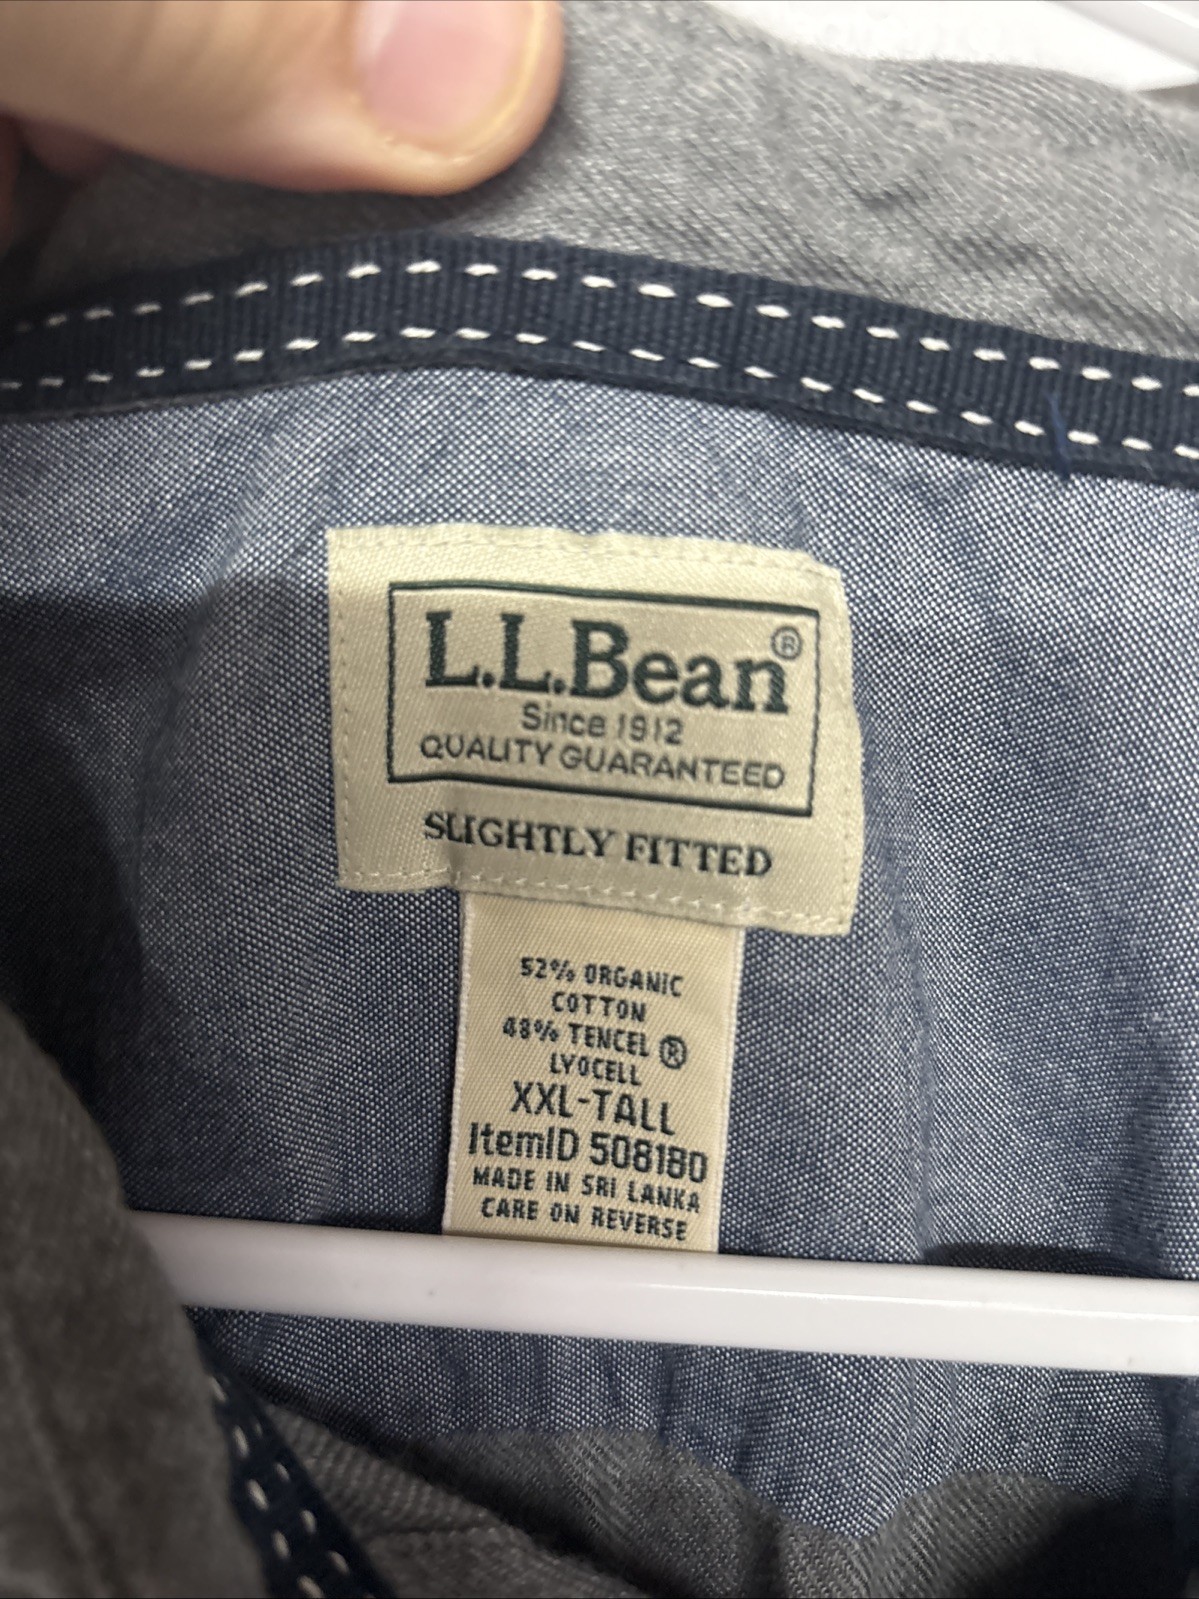 L.L.Bean®
Since 1912
QUALITY GUARANTEED
SLIGHTLY FITTED
52% ORGANIC
COTTON
48% TENCEL ®
LYOCELL
XXL-TALL
ItemID 508180
MADE IN SRI LANKA
CARE ON REVERSE